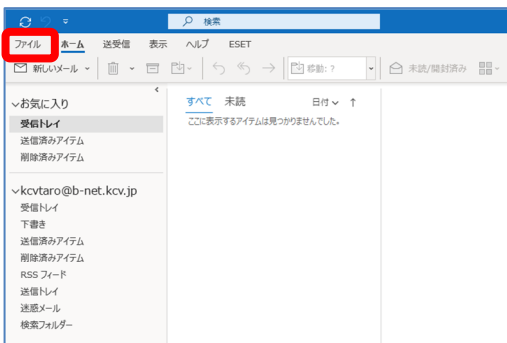 検索
ファイル ホーム 送受信 表示 ヘルプ ESET
新しいメール 移動: ? 未読/開封済み
お気に入り
受信トレイ
送信済みアイテム
削除済みアイテム
kcvtaro@b-net.kcv.jp
受信トレイ
下書き
送信済みアイテム
削除済みアイテム
RSS フィード
送信トレイ
迷惑メール
検索フォルダー
すべて 未読 日付
ここに表示するアイテムは見つかりませんでした。